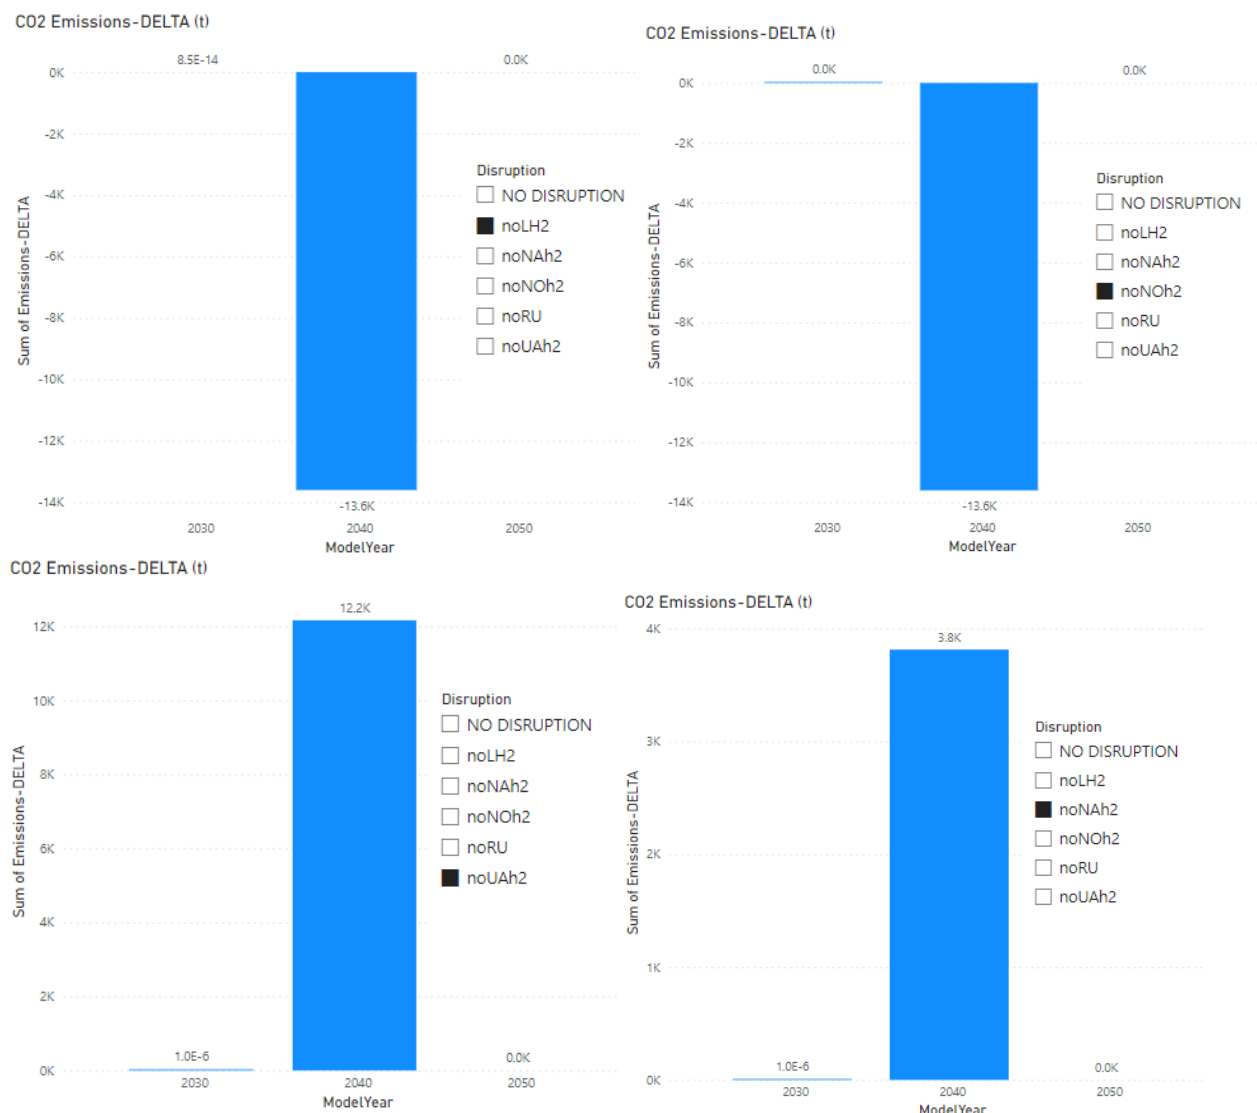 CO2 Emissions-DELTA (t)
8.5E-14
0.0K
0K
-2K
-4K
-6K
-8K
-10K
-12K
-14K
Sum of Emissions-DELTA
-13.6K
2030
2040
2050
ModelYear
Disruption
NO DISRUPTION
noLH2
noNAh2
noNOh2
noRU
noUAh2
CO2 Emissions-DELTA (t)
0.0K
0.0K
0K
-2K
-4K
-6K
-8K
-10K
-12K
-14K
Sum of Emissions-DELTA
-13.6K
2030
2040
2050
ModelYear
Disruption
NO DISRUPTION
noLH2
noNAh2
noNOh2
noRU
noUAh2
CO2 Emissions-DELTA (t)
12.2K
12K
10K
8K
6K
4K
2K
0K
Sum of Emissions-DELTA
1.0E-6
0.0K
2030
2040
2050
ModelYear
Disruption
NO DISRUPTION
noLH2
noNAh2
noNOh2
noRU
noUAh2
CO2 Emissions-DELTA (t)
4K
3.8K
3K
2K
1K
0K
Sum of Emissions-DELTA
1.0E-6
0.0K
2030
2040
2050
ModelYear
Disruption
NO DISRUPTION
noLH2
noNAh2
noNOh2
noRU
noUAh2